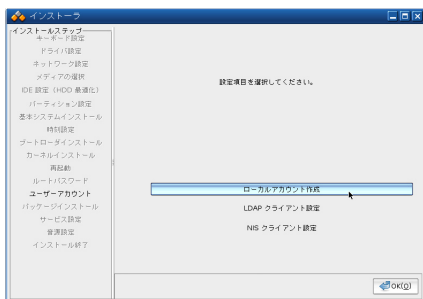 インストーラ
インストールステップ
キーボード設定
ドライバ設定
ネットワーク設定
メディアの選択
IDE 設定（HDD 最適化）
パーティション設定
基本システムインストール
時刻設定
ブートローダインストール
カーネルインストール
再起動
ルートパスワード
ユーザーアカウント
パッケージインストール
サービス設定
音源設定
インストール終了
設定項目を選択してください。
ローカルアカウント作成
LDAP クライアント設定
NIS クライアント設定
OK(O)